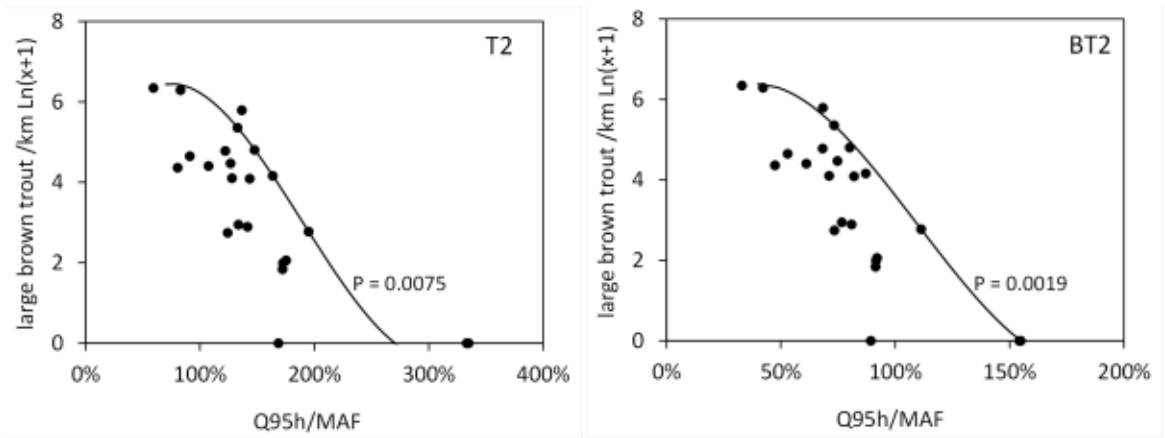 large brown trout /km Ln(x+1)
8
6
4
2
0
T2
P = 0.0075
0%
100%
200%
300%
400%
Q95h/MAF
large brown trout /km Ln(x+1)
8
6
4
2
0
BT2
P = 0.0019
0%
50%
100%
150%
200%
Q95h/MAF